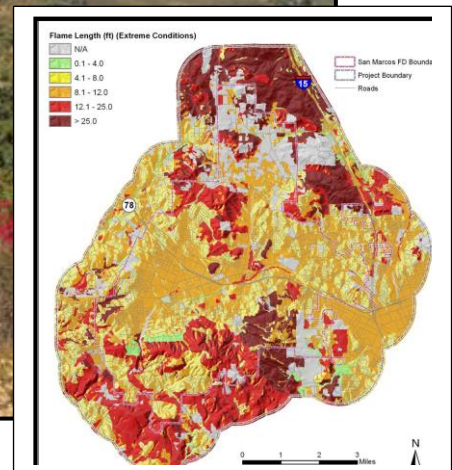 Flame Length (ft) (Extreme Conditions)
N/A
0.1 - 4.0
4.1 - 8.0
8.1 - 12.0
12.1 - 25.0
> 25.0
San Marcos FD Bounda
Project Boundary
Roads
15
78
N
0 1 2 3
Miles